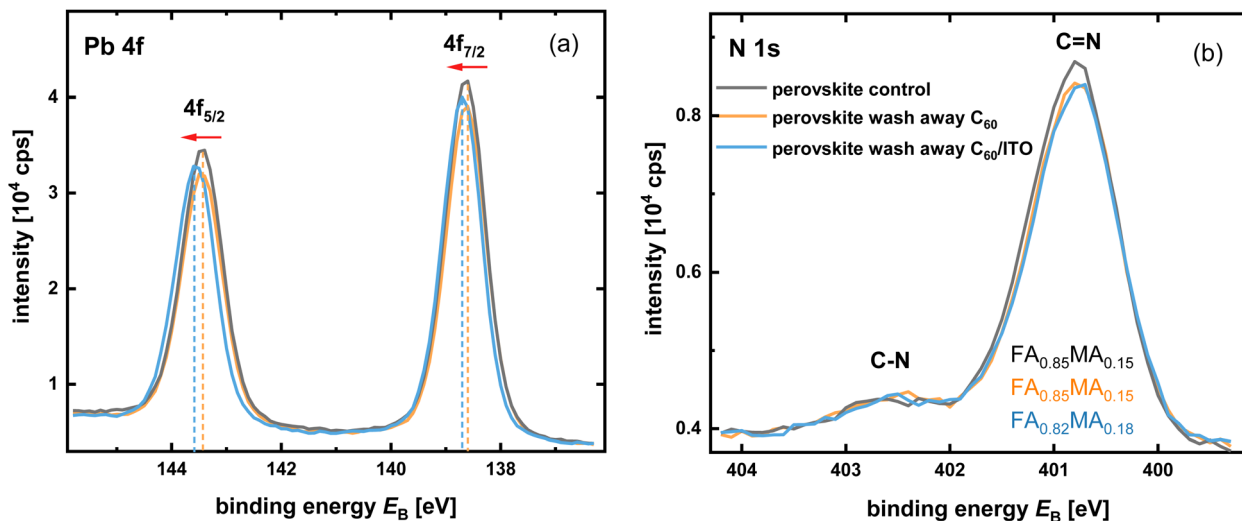 Pb 4f
(a)
4f7/2
4f5/2
4
3
2
1
144
142
140
138
intensity [10⁴ cps]
binding energy EB [eV]
N 1s
(b)
C=N
perovskite control
perovskite wash away C60
perovskite wash away C60/ITO
C-N
FA0.85MA0.15
FA0.85MA0.15
FA0.82MA0.18
0.8
0.6
0.4
404
403
402
401
400
intensity [10⁴ cps]
binding energy EB [eV]